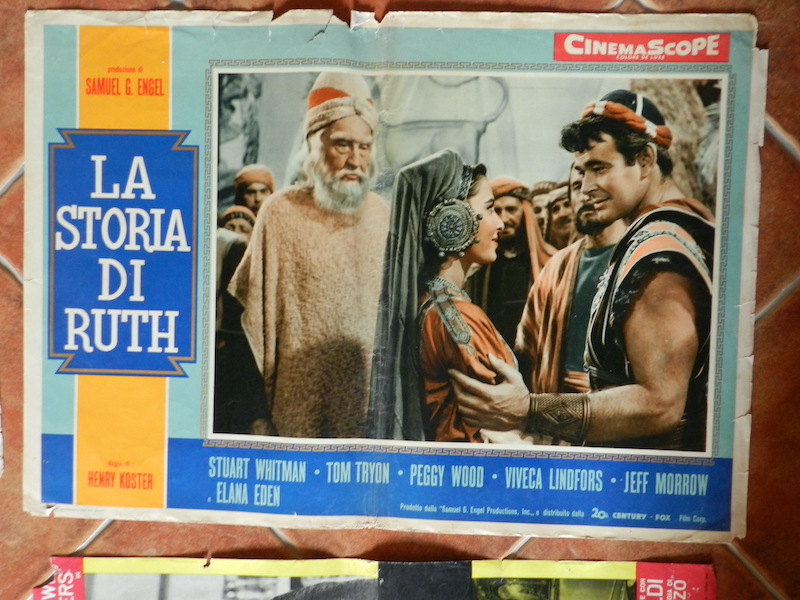 CINEMASCOPE
COLORE DE LUXE
produzione di
SAMUEL G. ENGEL
LA
STORIA
DI
RUTH
Regia di
HENRY KOSTER
STUART WHITMAN · TOM TRYON · PEGGY WOOD · VIVECA LINDFORS · JEFF MORROW
e ELANA EDEN
Prodotto dalla "Samuel G. Engel Productions, Inc., e distribuito dalla 20th CENTURY - FOX Film Corp.